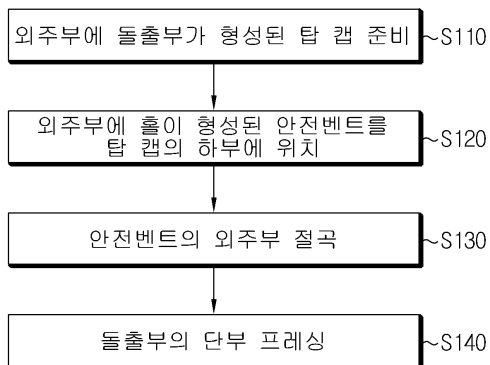 외주부에 돌출부가 형성된 탑 캡 준비 ~S110
외주부에 홀이 형성된 안전벤트를
탑 캡의 하부에 위치 ~S120
안전벤트의 외주부 절곡 ~S130
돌출부의 단부 프레싱 ~S140